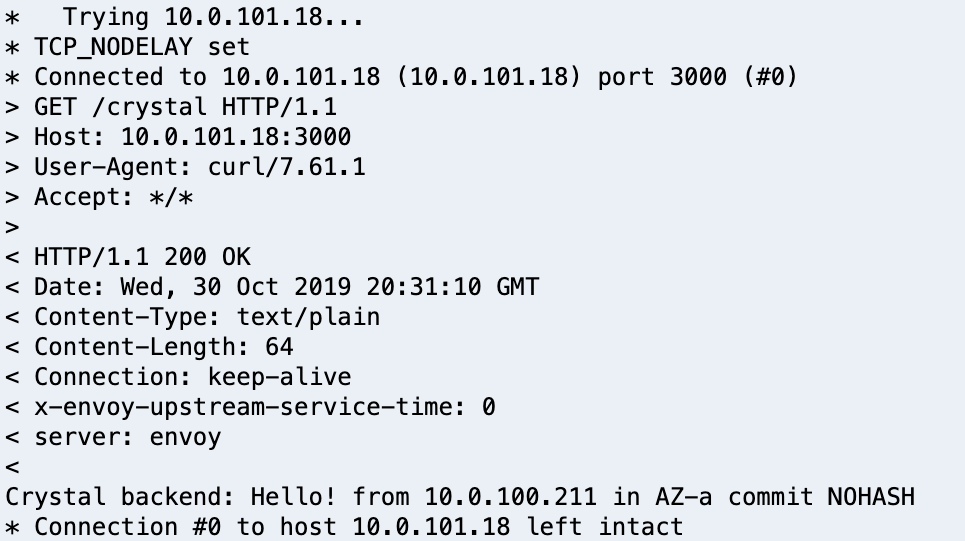 *   Trying 10.0.101.18...
* TCP_NODELAY set
* Connected to 10.0.101.18 (10.0.101.18) port 3000 (#0)
> GET /crystal HTTP/1.1
> Host: 10.0.101.18:3000
> User-Agent: curl/7.61.1
> Accept: */*
>
< HTTP/1.1 200 OK
< Date: Wed, 30 Oct 2019 20:31:10 GMT
< Content-Type: text/plain
< Content-Length: 64
< Connection: keep-alive
< x-envoy-upstream-service-time: 0
< server: envoy
<
Crystal backend: Hello! from 10.0.100.211 in AZ-a commit NOHASH
* Connection #0 to host 10.0.101.18 left intact